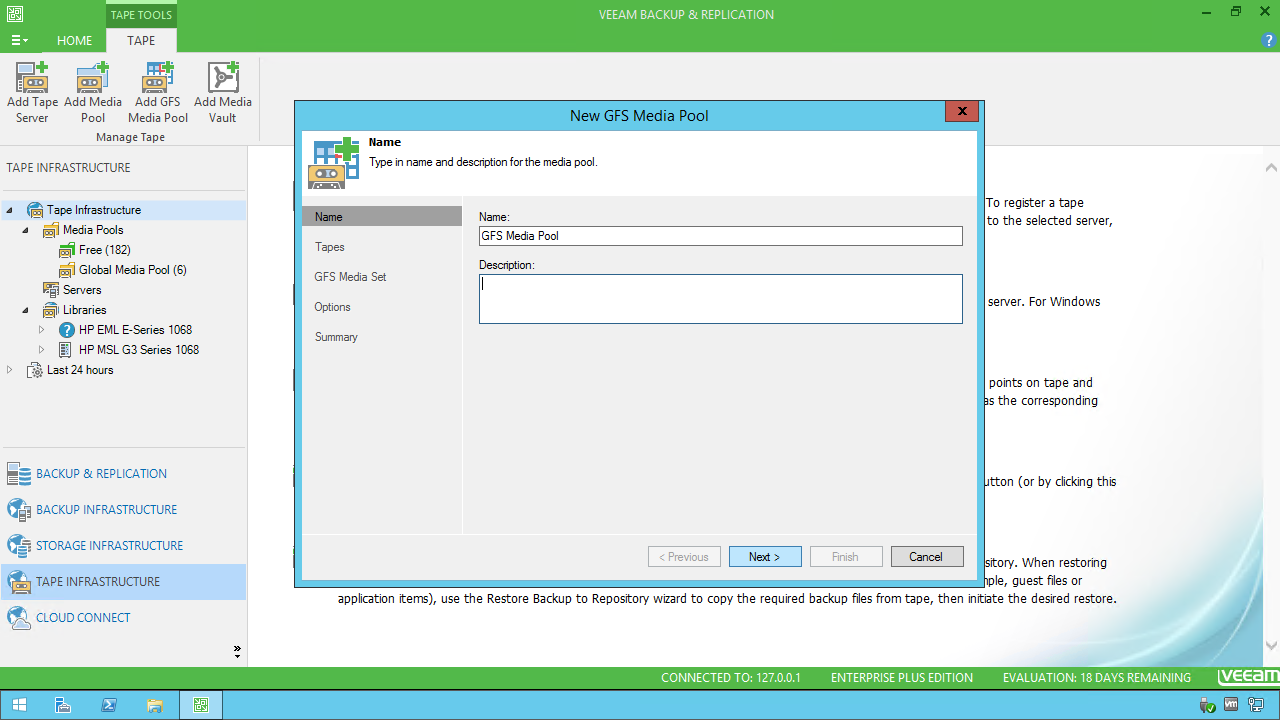 TAPE TOOLS
VEEAM BACKUP & REPLICATION
HOME
TAPE
Add Tape Server
Add Media Pool
Add GFS Media Pool
Add Media Vault
Manage Tape
TAPE INFRASTRUCTURE
Tape Infrastructure
Media Pools
Free (182)
Global Media Pool (6)
Servers
Libraries
HP EML E-Series 1068
HP MSL G3 Series 1068
Last 24 hours
BACKUP & REPLICATION
BACKUP INFRASTRUCTURE
STORAGE INFRASTRUCTURE
TAPE INFRASTRUCTURE
CLOUD CONNECT
New GFS Media Pool
Name
Type in name and description for the media pool.
Name
Tapes
GFS Media Set
Options
Summary
Name:
GFS Media Pool
Description:
< Previous
Next >
Finish
Cancel
To register a tape
to the selected server,
server. For Windows
points on tape and
as the corresponding
(or by clicking this
When restoring
guest files or
application items), use the Restore Backup to Repository wizard to copy the required backup files from tape, then initiate the desired restore.
CONNECTED TO: 127.0.0.1
ENTERPRISE PLUS EDITION
EVALUATION: 18 DAYS REMAINING
veeam
vm